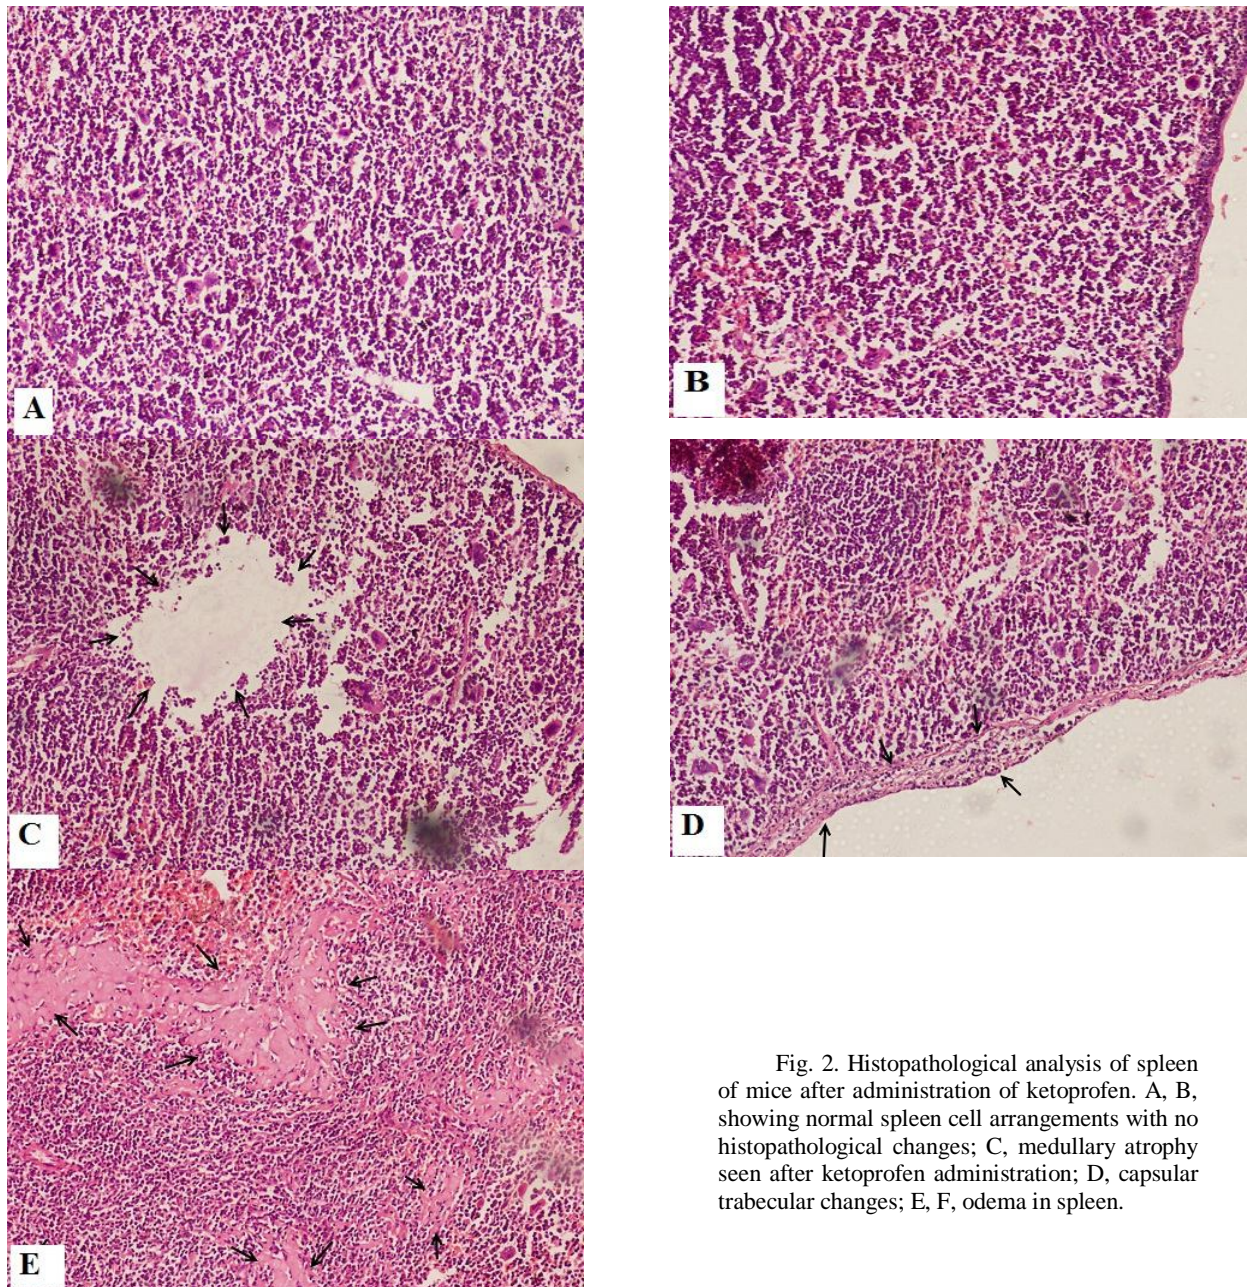 A
B
C
D
E
Fig. 2. Histopathological analysis of spleen
of mice after administration of ketoprofen. A, B,
showing normal spleen cell arrangements with no
histopathological changes; C, medullary atrophy
seen after ketoprofen administration; D, capsular
trabecular changes; E, F, odema in spleen.